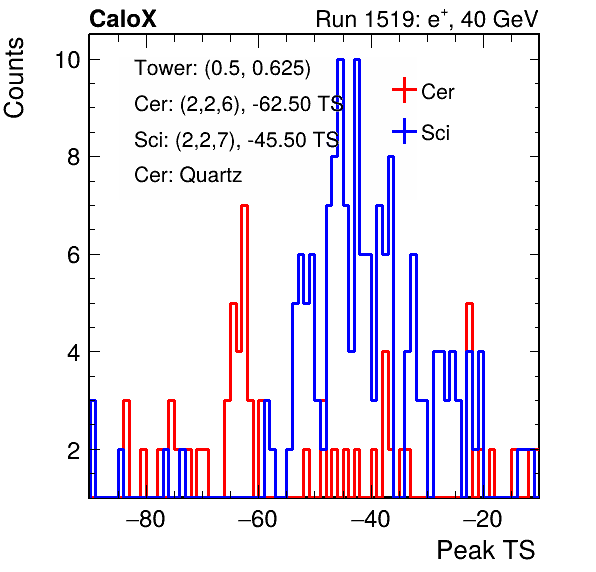 CaloX Run 1519: e⁺, 40 GeV
Counts
Tower: (0.5, 0.625)
Cer: (2,2,6), -62.50 TS
Sci: (2,2,7), -45.50 TS
Cer: Quartz
Cer
Sci
10
8
6
4
2
−80 −60 −40 −20
Peak TS